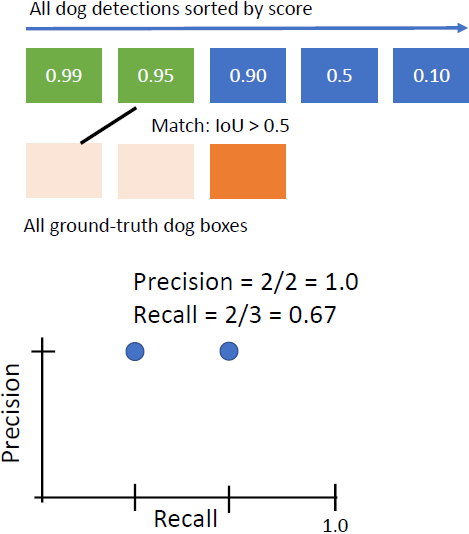 All dog detections sorted by score
0.99 0.95 0.90 0.5 0.10
Match: IoU > 0.5
All ground-truth dog boxes
Precision = 2/2 = 1.0
Recall = 2/3 = 0.67
Precision
Recall
1.0